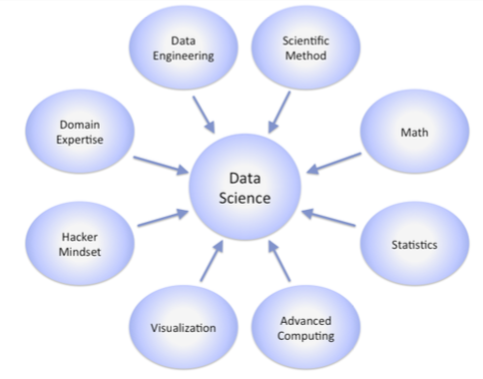 Data
Engineering
Scientific
Method
Domain
Expertise
Math
Data
Science
Hacker
Mindset
Statistics
Visualization
Advanced
Computing